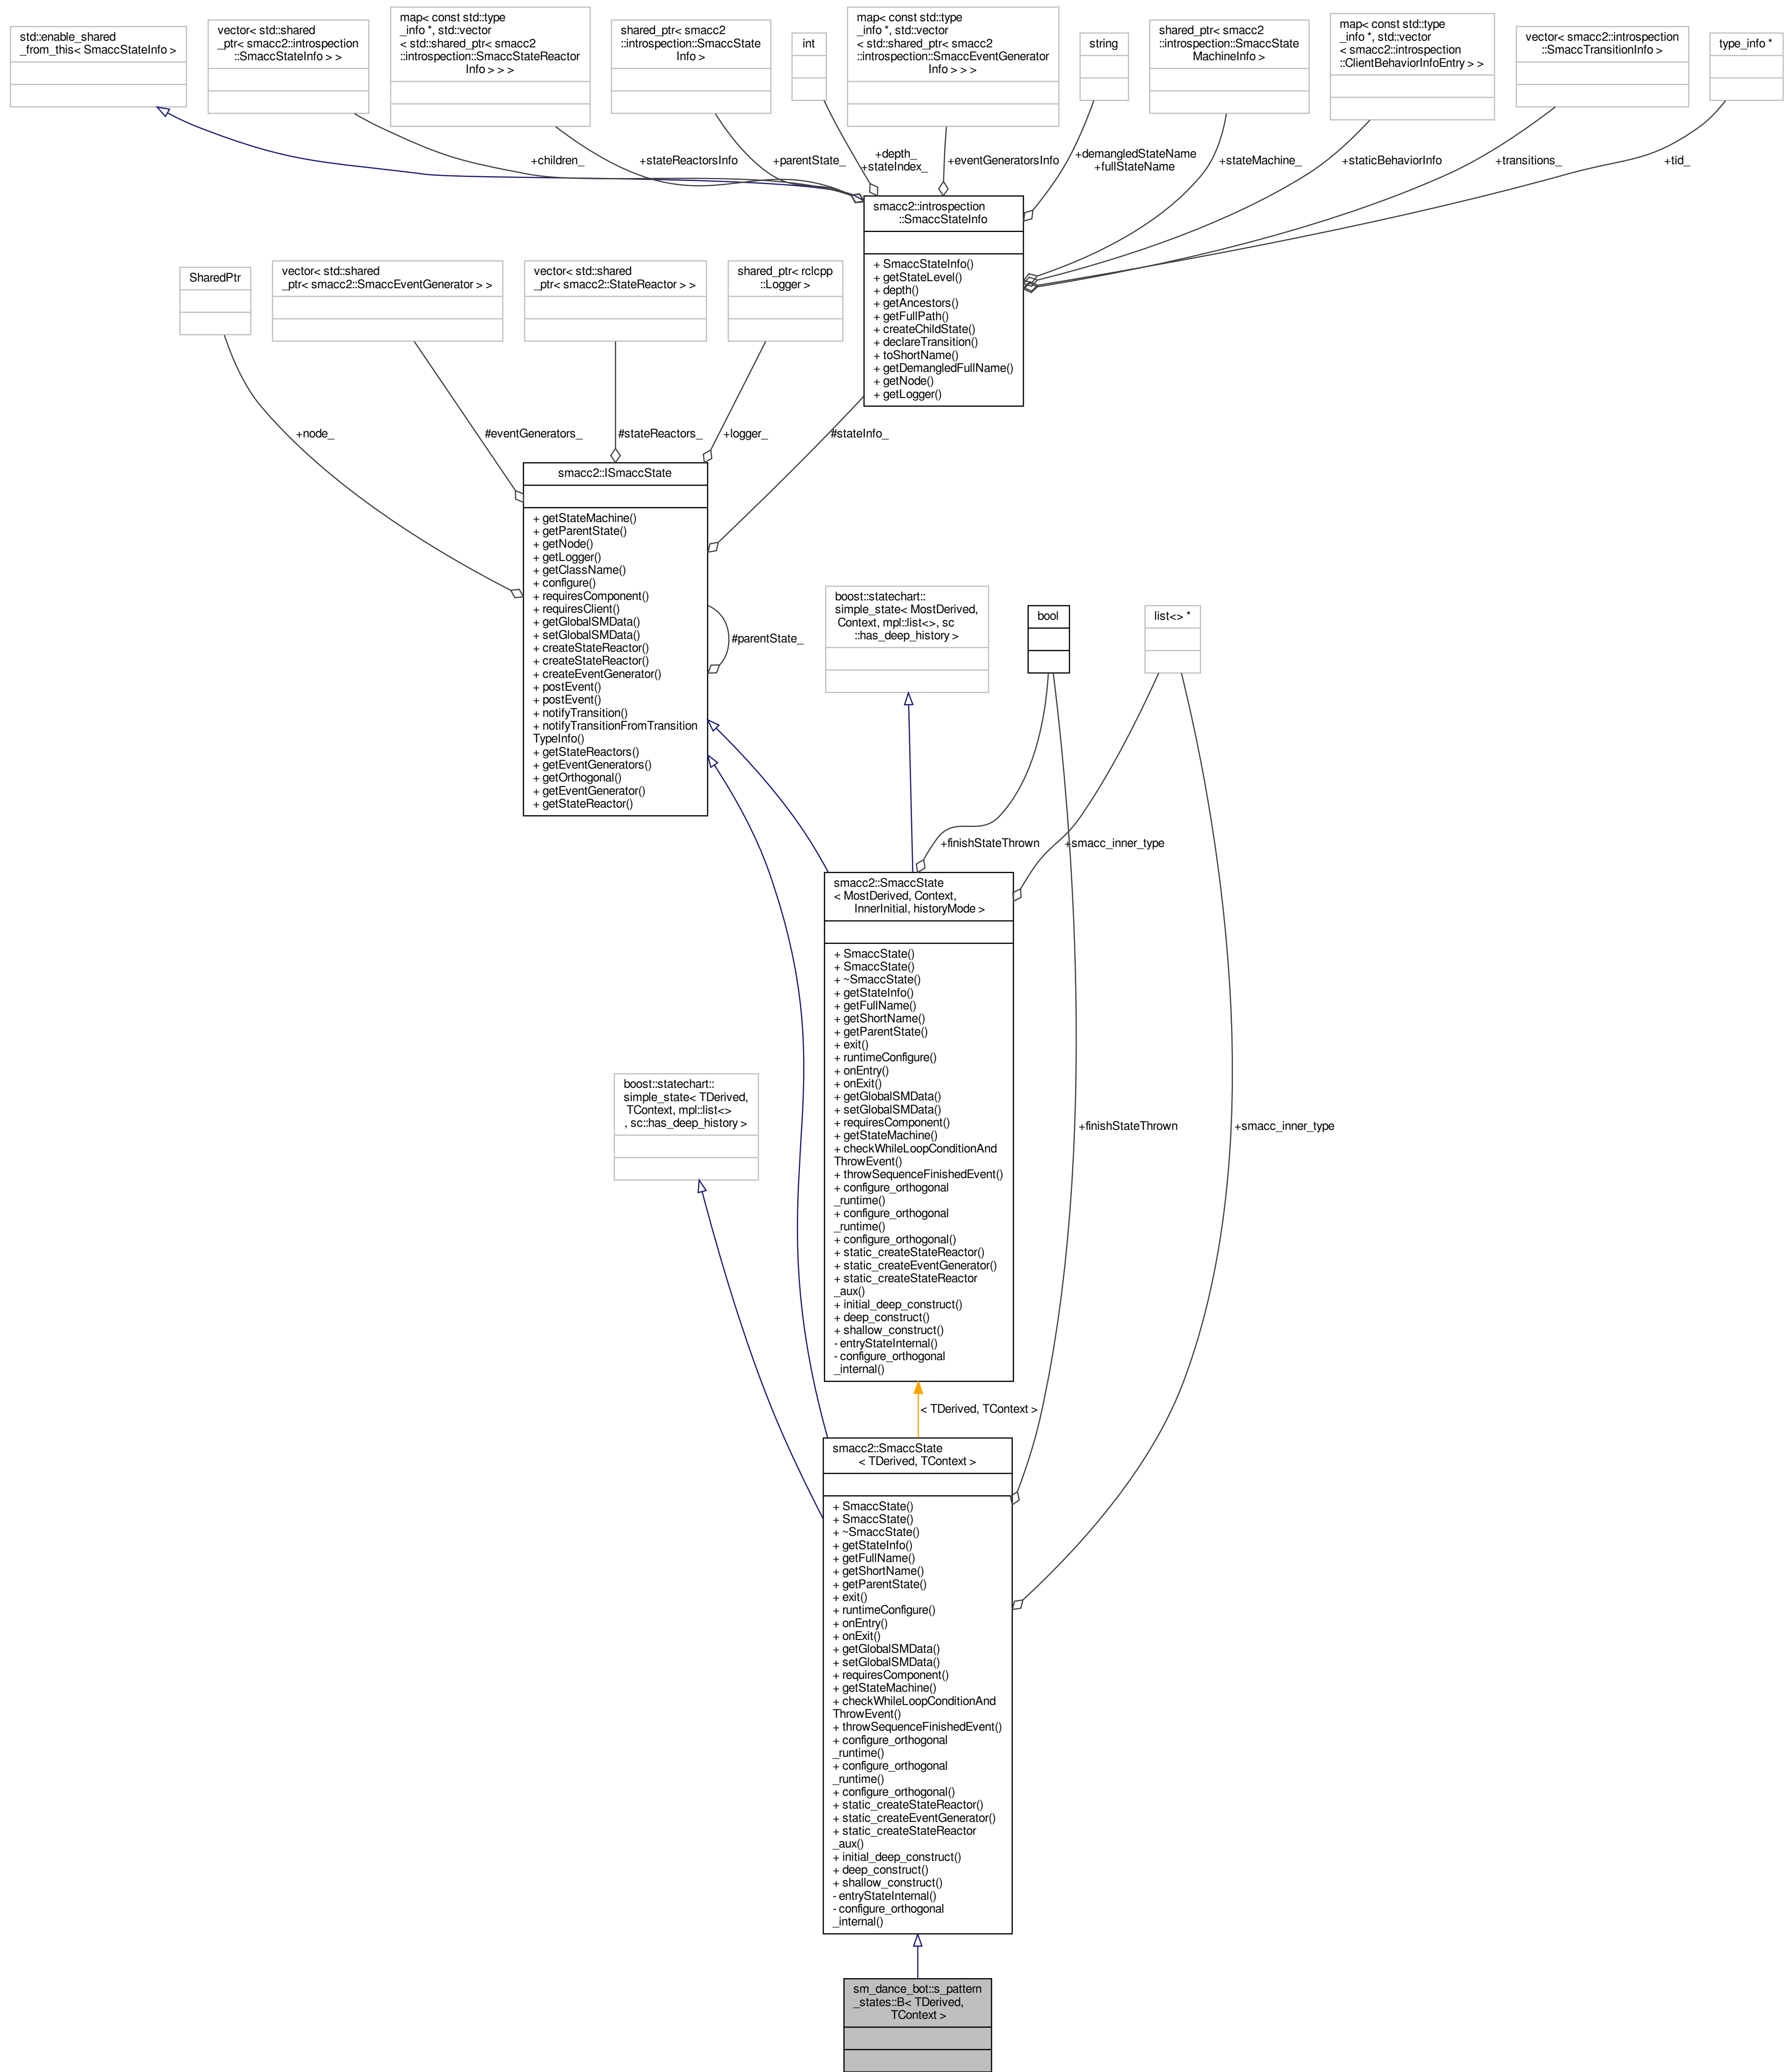 std::enable_shared
_from_this< SmaccStateInfo >
vector< std::shared
_ptr< smacc2::introspection
::SmaccStateInfo > >
map< const std::type
_info *, std::vector
< std::shared_ptr< smacc2
::introspection::SmaccStateReactor
Info > > >
shared_ptr< smacc2
::introspection::SmaccState
Info >
int
map< const std::type
_info *, std::vector
< std::shared_ptr< smacc2
::introspection::SmaccEventGenerator
Info > > >
string
shared_ptr< smacc2
::introspection::SmaccState
MachineInfo >
map< const std::type
_info *, std::vector
< smacc2::introspection
::ClientBehaviorInfoEntry > >
vector< smacc2::introspection
::SmaccTransitionInfo >
type_info *
+children_
+stateReactorsInfo
+parentState_
+depth_
+stateIndex_
+eventGeneratorsInfo
+demangledStateName
+fullStateName
+stateMachine_
+staticBehaviorInfo
+transitions_
+tid_
smacc2::introspection
::SmaccStateInfo
+ SmaccStateInfo()
+ getStateLevel()
+ depth()
+ getAncestors()
+ getFullPath()
+ createChildState()
+ declareTransition()
+ toShortName()
+ getDemangledFullName()
+ getNode()
+ getLogger()
SharedPtr
vector< std::shared
_ptr< smacc2::SmaccEventGenerator > >
vector< std::shared
_ptr< smacc2::StateReactor > >
shared_ptr< rclcpp
::Logger >
+node_
#eventGenerators_
#stateReactors_
+logger_
#stateInfo_
smacc2::ISmaccState
+ getStateMachine()
+ getParentState()
+ getNode()
+ getLogger()
+ getClassName()
+ configure()
+ requiresComponent()
+ requiresClient()
+ getGlobalSMData()
+ setGlobalSMData()
+ createStateReactor()
+ createStateReactor()
+ createEventGenerator()
+ postEvent()
+ postEvent()
+ notifyTransition()
+ notifyTransitionFromTransition
TypeInfo()
+ getStateReactors()
+ getEventGenerators()
+ getOrthogonal()
+ getEventGenerator()
+ getStateReactor()
#parentState_
boost::statechart::
simple_state< MostDerived,
Context, mpl::list<>, sc
::has_deep_history >
bool
list<> *
+finishStateThrown
+smacc_inner_type
smacc2::SmaccState
< MostDerived, Context,
InnerInitial, historyMode >
+ SmaccState()
+ SmaccState()
+ ~SmaccState()
+ getStateInfo()
+ getFullName()
+ getShortName()
+ getParentState()
+ exit()
+ runtimeConfigure()
+ onEntry()
+ onExit()
+ getGlobalSMData()
+ setGlobalSMData()
+ requiresComponent()
+ getStateMachine()
+ checkWhileLoopConditionAnd
ThrowEvent()
+ throwSequenceFinishedEvent()
+ configure_orthogonal
_runtime()
+ configure_orthogonal
_runtime()
+ configure_orthogonal()
+ static_createStateReactor()
+ static_createEventGenerator()
+ static_createStateReactor
_aux()
+ initial_deep_construct()
+ deep_construct()
+ shallow_construct()
- entryStateInternal()
- configure_orthogonal
_internal()
boost::statechart::
simple_state< TDerived,
TContext, mpl::list<>
, sc::has_deep_history >
+finishStateThrown
+smacc_inner_type
< TDerived, TContext >
smacc2::SmaccState
< TDerived, TContext >
+ SmaccState()
+ SmaccState()
+ ~SmaccState()
+ getStateInfo()
+ getFullName()
+ getShortName()
+ getParentState()
+ exit()
+ runtimeConfigure()
+ onEntry()
+ onExit()
+ getGlobalSMData()
+ setGlobalSMData()
+ requiresComponent()
+ getStateMachine()
+ checkWhileLoopConditionAnd
ThrowEvent()
+ throwSequenceFinishedEvent()
+ configure_orthogonal
_runtime()
+ configure_orthogonal
_runtime()
+ configure_orthogonal()
+ static_createStateReactor()
+ static_createEventGenerator()
+ static_createStateReactor
_aux()
+ initial_deep_construct()
+ deep_construct()
+ shallow_construct()
- entryStateInternal()
- configure_orthogonal
_internal()
sm_dance_bot::s_pattern
_states::B< TDerived,
TContext >